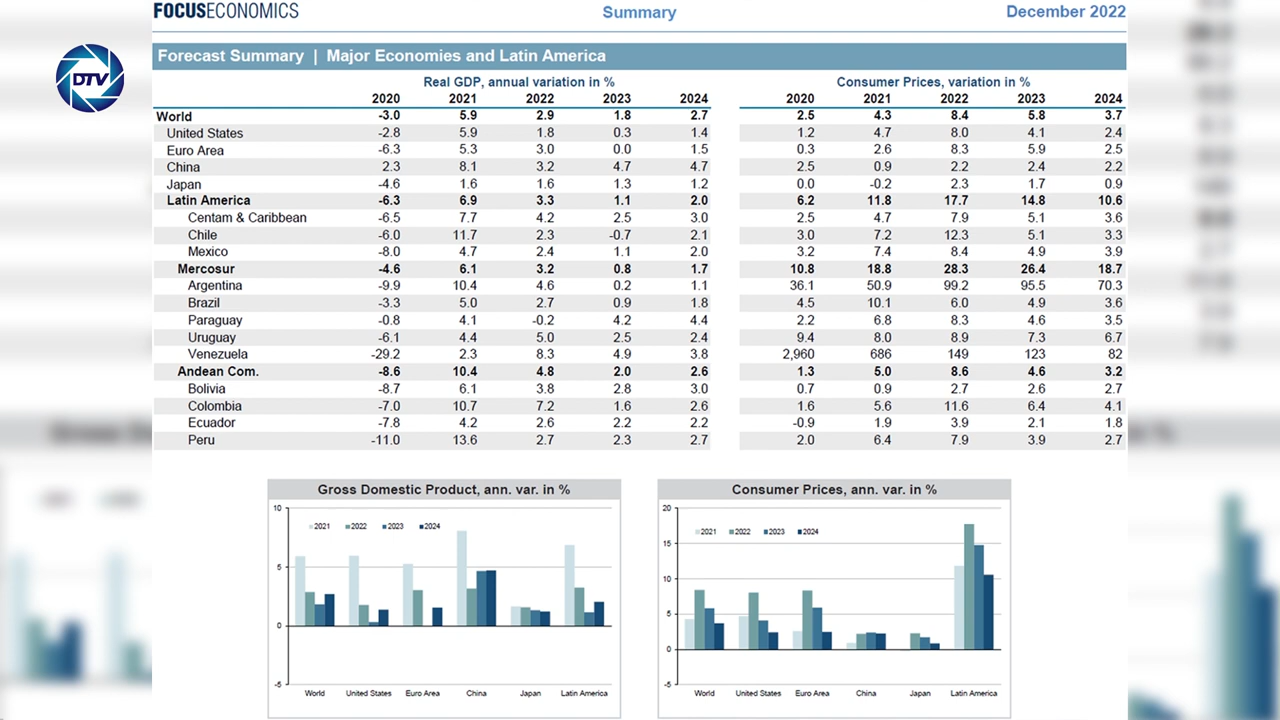 FOCUSECONOMICS Summary December 2022
DTV
Forecast Summary | Major Economies and Latin America
Real GDP, annual variation in % Consumer Prices, variation in %
2020 2021 2022 2023 2024 2020 2021 2022 2023 2024
World -3.0 5.9 2.9 1.8 2.7 2.5 4.3 8.4 5.8 3.7
United States -2.8 5.9 1.8 0.3 1.4 1.2 4.7 8.0 4.1 2.4
Euro Area -6.3 5.3 3.0 0.0 1.5 0.3 2.6 8.3 5.9 2.5
China 2.3 8.1 3.2 4.7 4.7 2.5 0.9 2.2 2.4 2.2
Japan -4.6 1.6 1.6 1.3 1.2 0.0 -0.2 2.3 1.7 0.9
Latin America -6.3 6.9 3.3 1.1 2.0 6.2 11.8 17.7 14.8 10.6
Centam & Caribbean -6.5 7.7 4.2 2.5 3.0 2.5 4.7 7.9 5.1 3.6
Chile -6.0 11.7 2.3 -0.7 2.1 3.0 7.2 12.3 5.1 3.3
Mexico -8.0 4.7 2.4 1.1 2.0 3.2 7.4 8.4 4.9 3.9
Mercosur -4.6 6.1 3.2 0.8 1.7 10.8 18.8 28.3 26.4 18.7
Argentina -9.9 10.4 4.6 0.2 1.1 36.1 50.9 99.2 95.5 70.3
Brazil -3.3 5.0 2.7 0.9 1.8 4.5 10.1 6.0 4.9 3.6
Paraguay -0.8 4.1 -0.2 4.2 4.4 2.2 6.8 8.3 4.6 3.5
Uruguay -6.1 4.4 5.0 2.5 2.4 9.4 8.0 8.9 7.3 6.7
Venezuela -29.2 2.3 8.3 4.9 3.8 2,960 686 149 123 82
Andean Com. -8.6 10.4 4.8 2.0 2.6 1.3 5.0 8.6 4.6 3.2
Bolivia -8.7 6.1 3.8 2.8 3.0 0.7 0.9 2.7 2.6 2.7
Colombia -7.0 10.7 7.2 1.6 2.6 1.6 5.6 11.6 6.4 4.1
Ecuador -7.8 4.2 2.6 2.2 2.2 -0.9 1.9 3.9 2.1 1.8
Peru -11.0 13.6 2.7 2.3 2.7 2.0 6.4 7.9 3.9 2.7
Gross Domestic Product, ann. var. in %
10
2021 2022 2023 2024
5
0
-5
World United States Euro Area China Japan Latin America
Consumer Prices, ann. var. in %
20
2021 2022 2023 2024
15
10
5
0
-5
World United States Euro Area China Japan Latin America